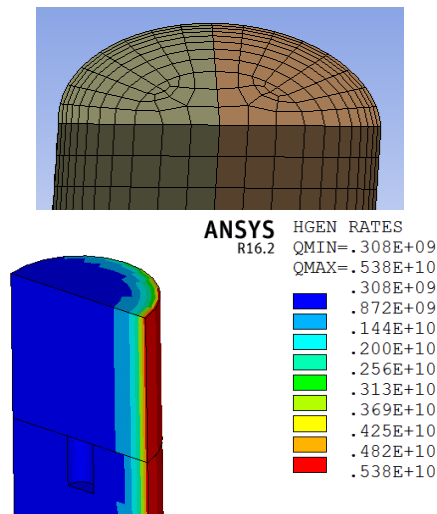 ANSYS
R16.2
HGEN RATES
QMIN=.308E+09
QMAX=.538E+10
.308E+09
.872E+09
.144E+10
.200E+10
.256E+10
.313E+10
.369E+10
.425E+10
.482E+10
.538E+10